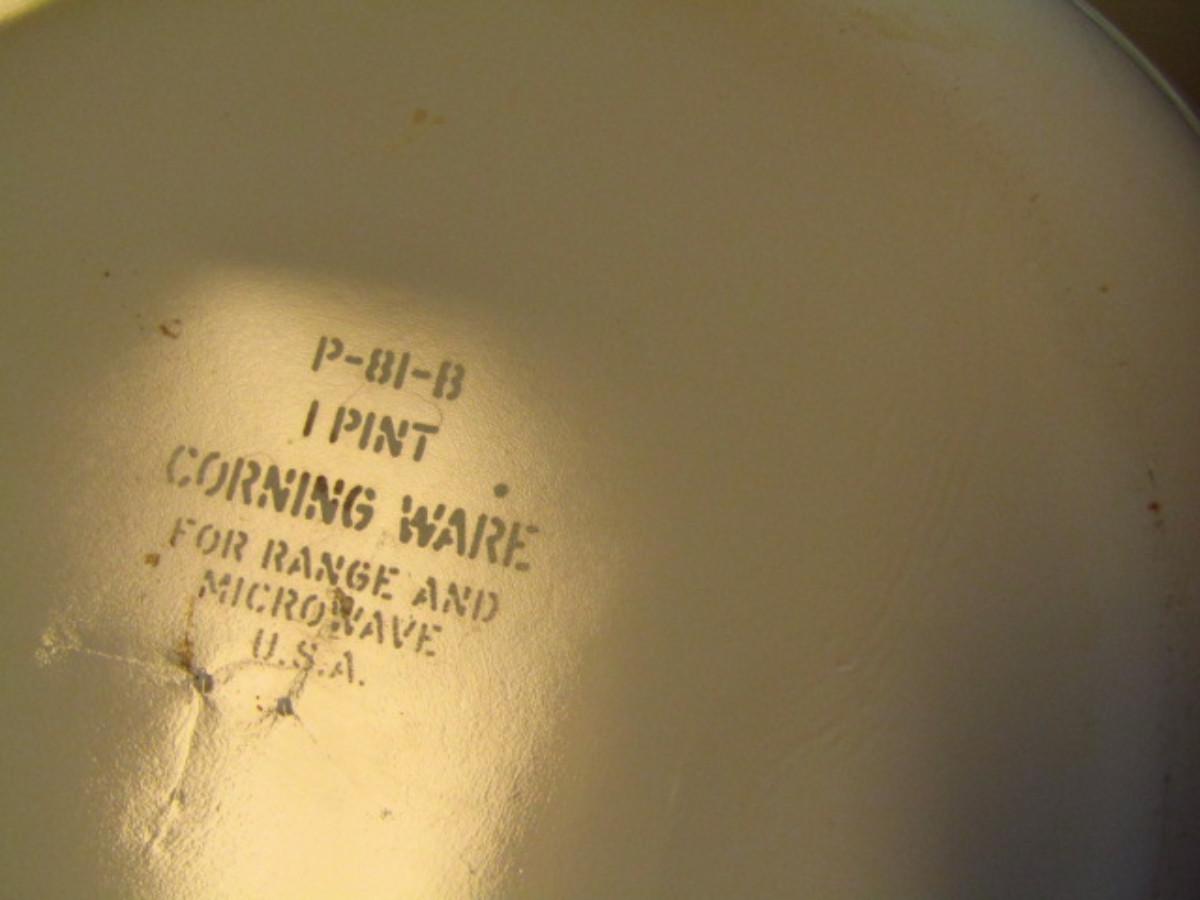 P-81-B
1 PINT
CORNING WARE
FOR RANGE AND
MICROWAVE
U.S.A.